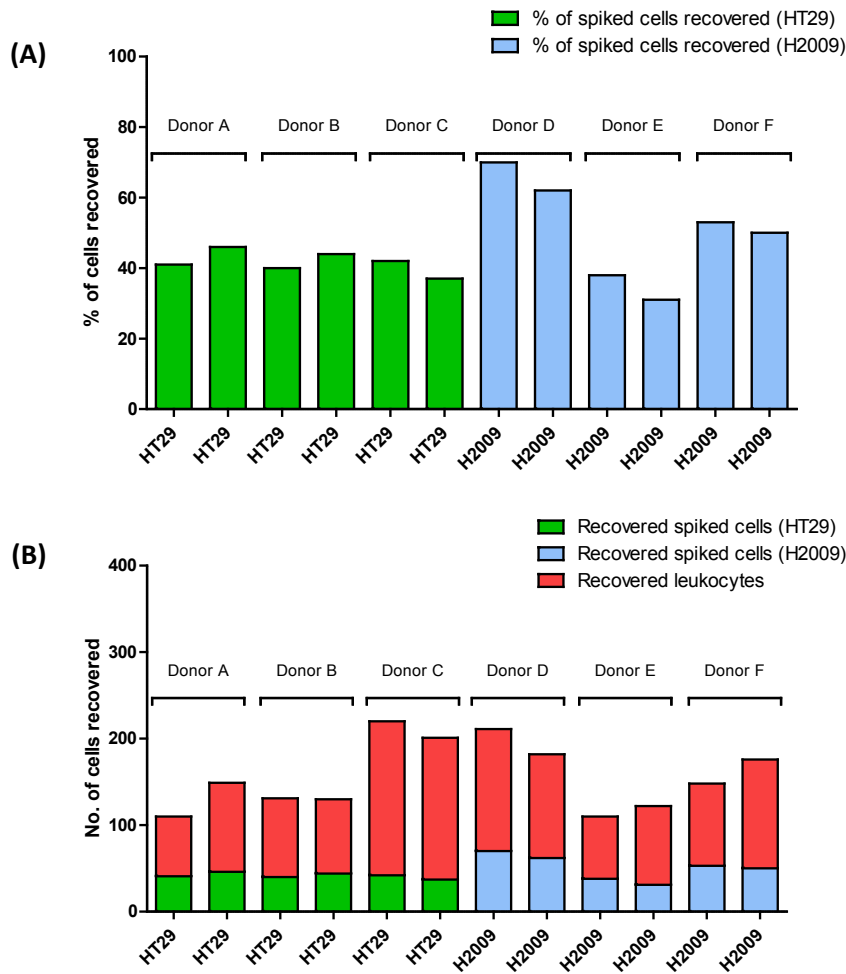 (A)
% of spiked cells recovered (HT29)
% of spiked cells recovered (H2009)
% of cells recovered
100
80
60
40
20
0
Donor A Donor B Donor C Donor D Donor E Donor F
HT29 HT29 HT29 HT29 HT29 HT29 H2009 H2009 H2009 H2009 H2009 H2009
(B)
Recovered spiked cells (HT29)
Recovered spiked cells (H2009)
Recovered leukocytes
No. of cells recovered
400
300
200
100
0
Donor A Donor B Donor C Donor D Donor E Donor F
HT29 HT29 HT29 HT29 HT29 HT29 H2009 H2009 H2009 H2009 H2009 H2009